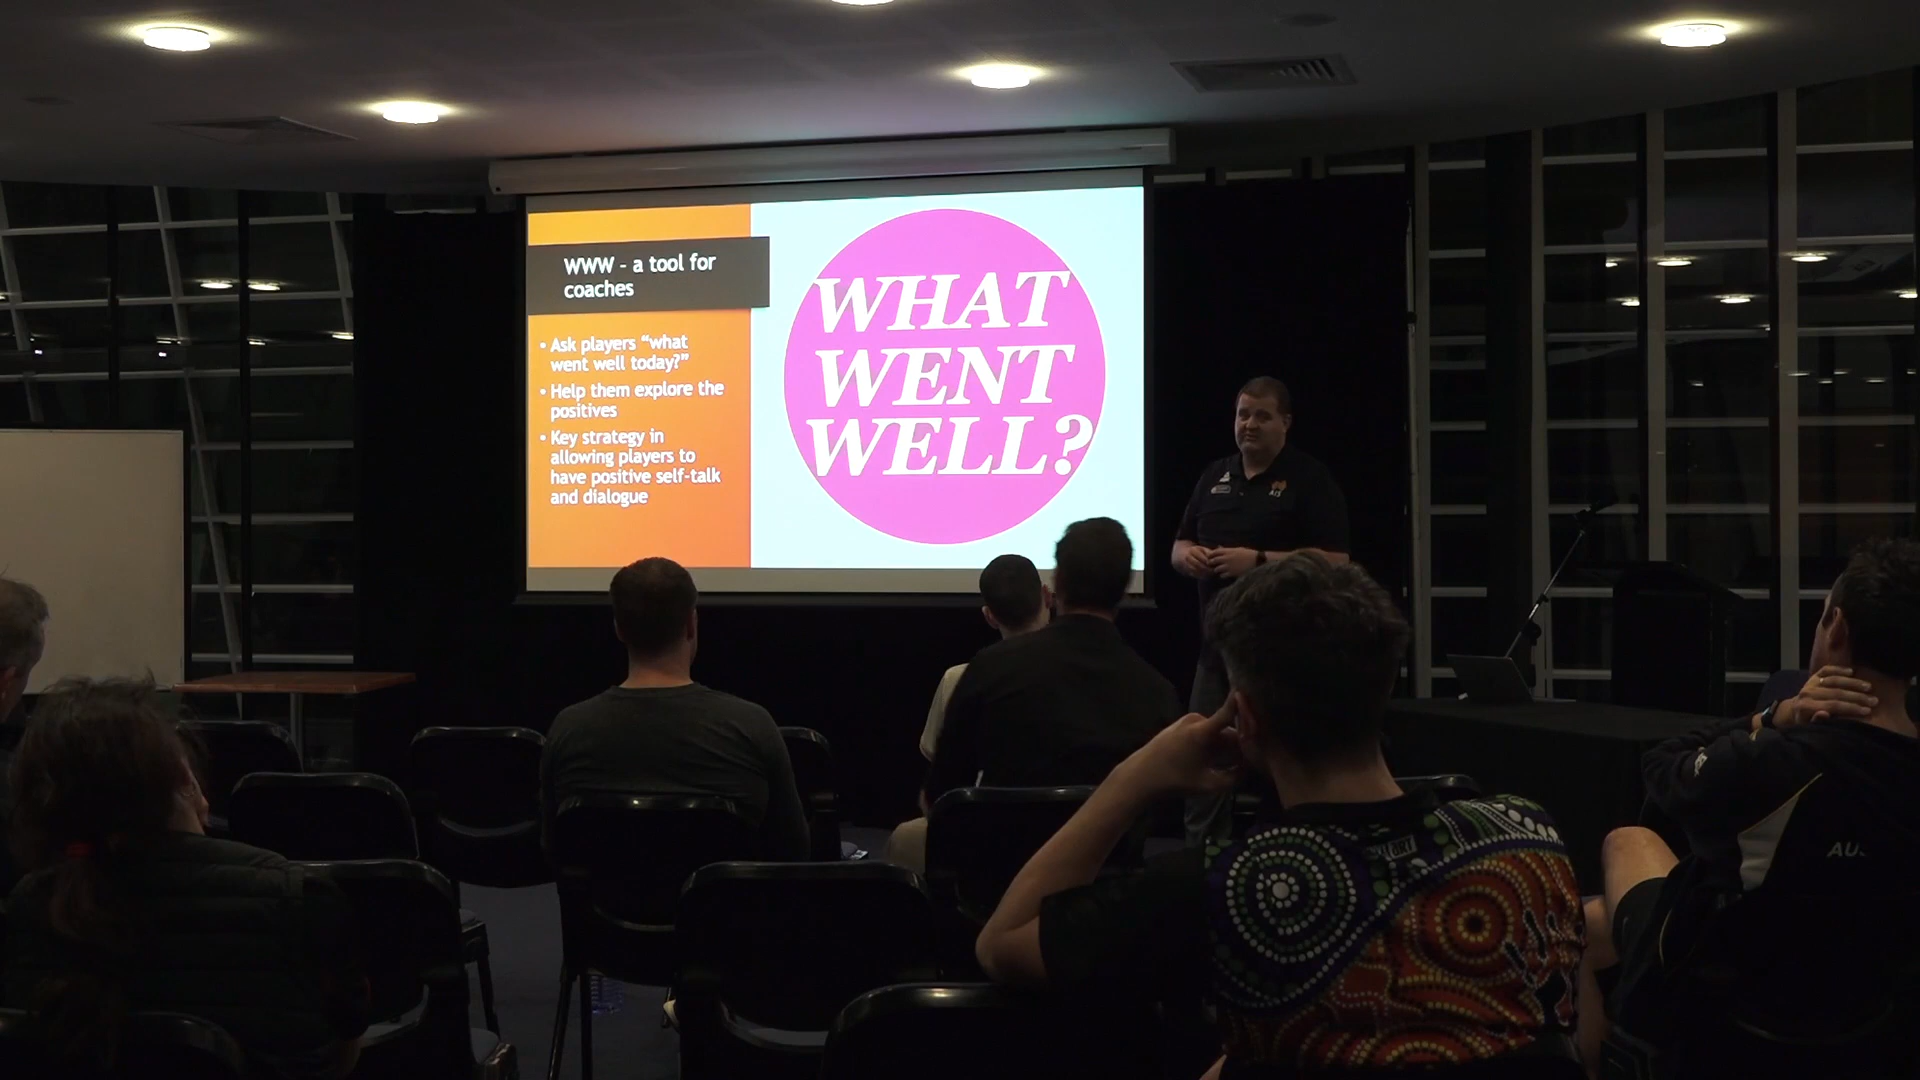 WWW - a tool for
coaches
• Ask players “what
went well today?”
• Help them explore the
positives
• Key strategy in
allowing players to
have positive self-talk
and dialogue
WHAT
WENT
WELL?
AIS